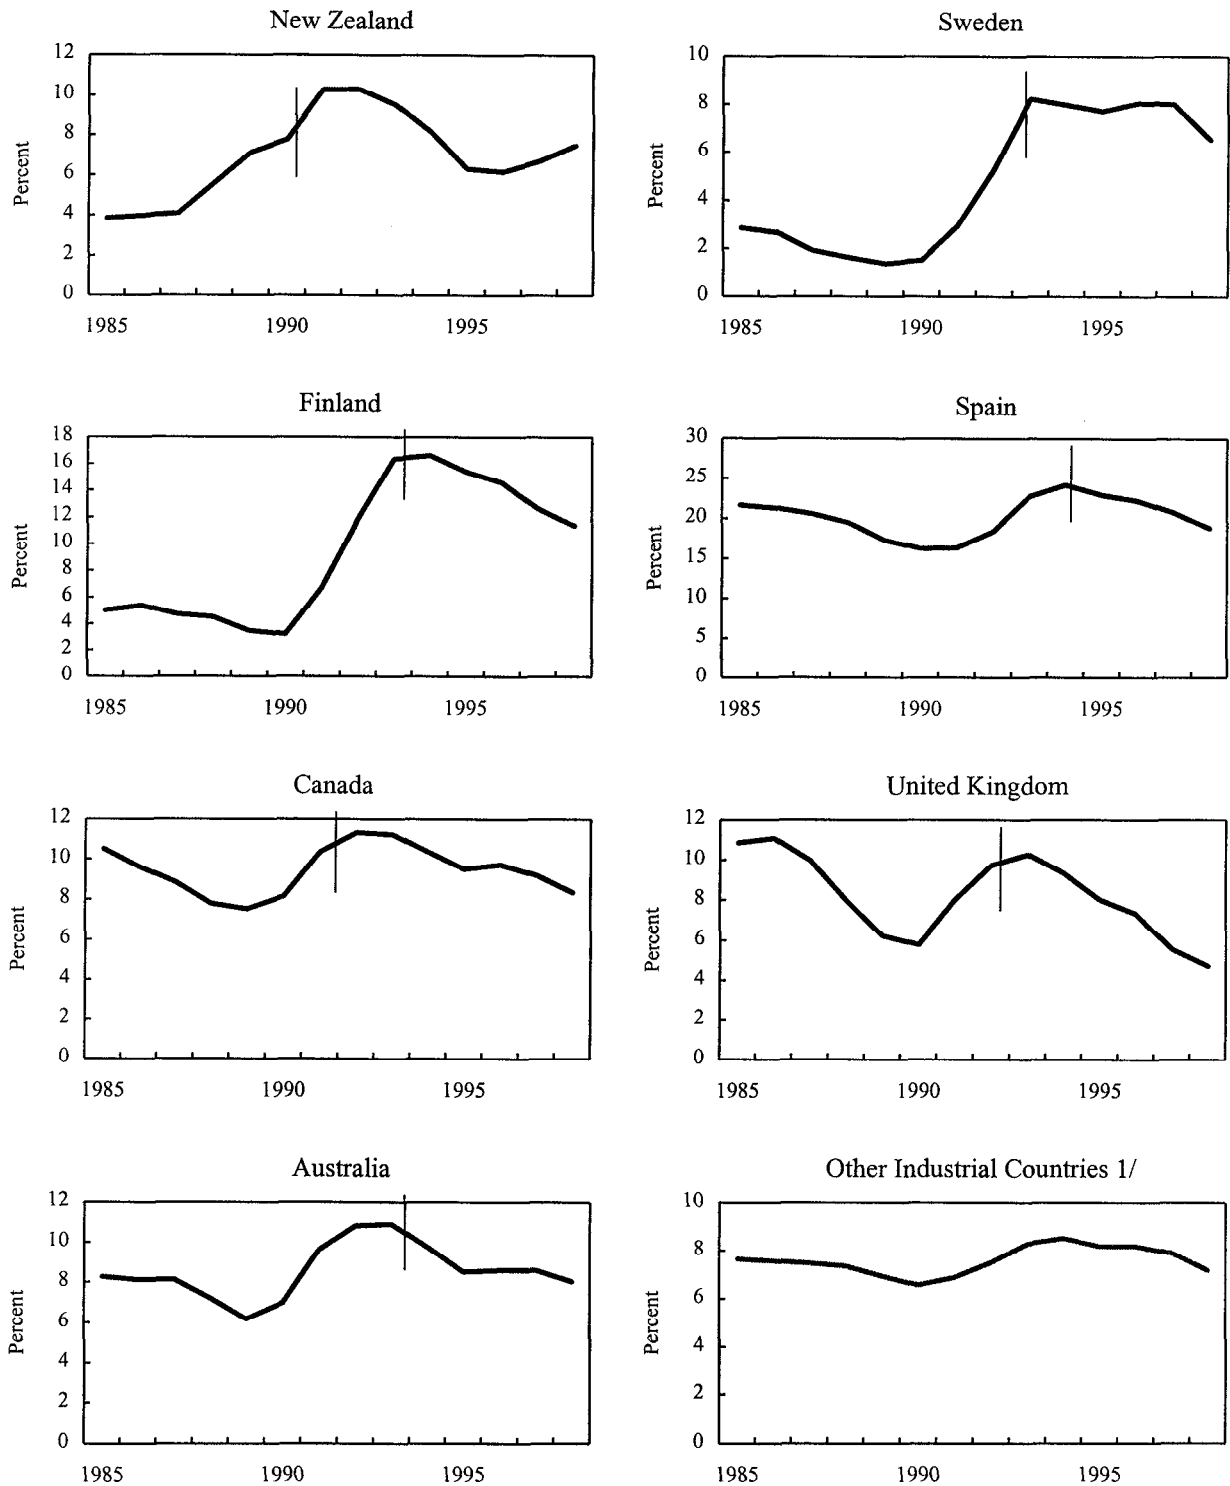 New Zealand
Percent
12
10
8
6
4
2
0
1985 1990 1995
Sweden
Percent
10
8
6
4
2
0
1985 1990 1995
Finland
Percent
18
16
14
12
10
8
6
4
2
0
1985 1990 1995
Spain
Percent
30
25
20
15
10
5
0
1985 1990 1995
Canada
Percent
12
10
8
6
4
2
0
1985 1990 1995
United Kingdom
Percent
12
10
8
6
4
2
0
1985 1990 1995
Australia
Percent
12
10
8
6
4
2
0
1985 1990 1995
Other Industrial Countries 1/
Percent
10
8
6
4
2
0
1985 1990 1995